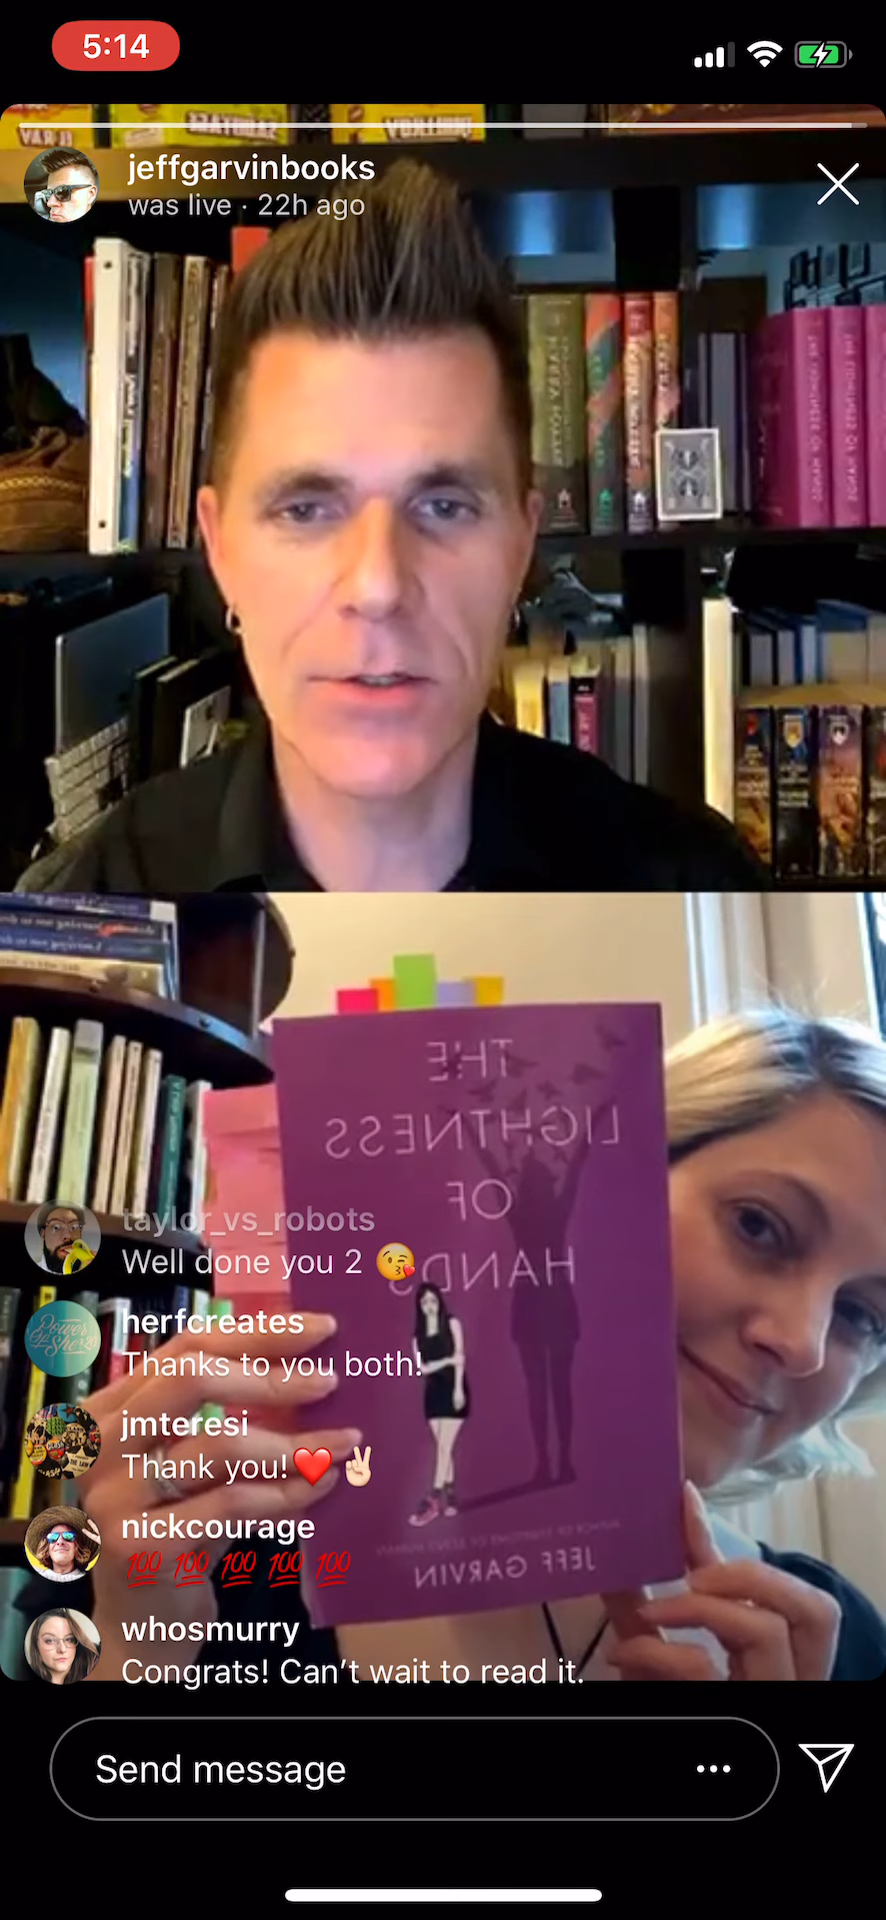 5:14
jeffgarvinbooks
was live · 22h ago
THE
LIGHTNESS
OF
HANDS
JEFF GARVIN
taylor_vs_robots
Well done you 2 😘
herfcreates
Thanks to you both!
jmteresi
Thank you!❤️✌🏻
nickcourage
💯 💯 💯 💯 💯
whosmurry
Congrats! Can’t wait to read it.
Send message